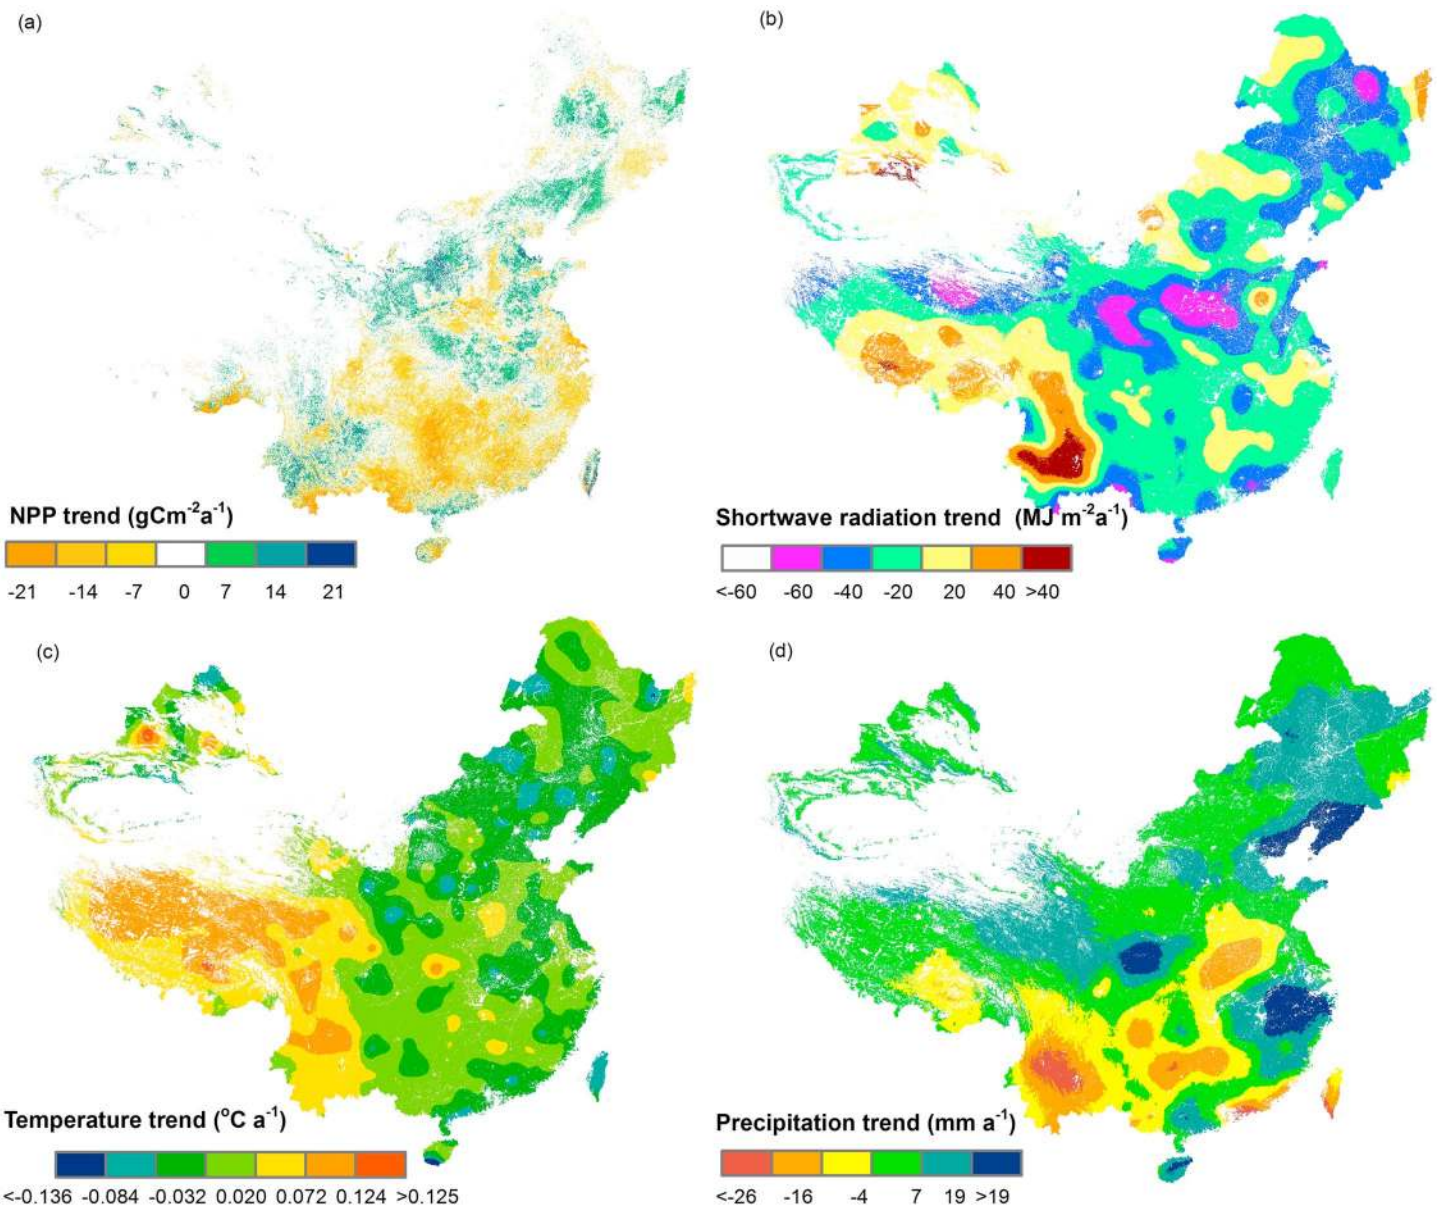 (a)
(b)
NPP trend (gCm⁻²a⁻¹)
-21 -14 -7 0 7 14 21
Shortwave radiation trend (MJ m⁻²a⁻¹)
<-60 -60 -40 -20 20 40 >40
(c)
(d)
Temperature trend (°C a⁻¹)
<-0.136 -0.084 -0.032 0.020 0.072 0.124 >0.125
Precipitation trend (mm a⁻¹)
<-26 -16 -4 7 19 >19